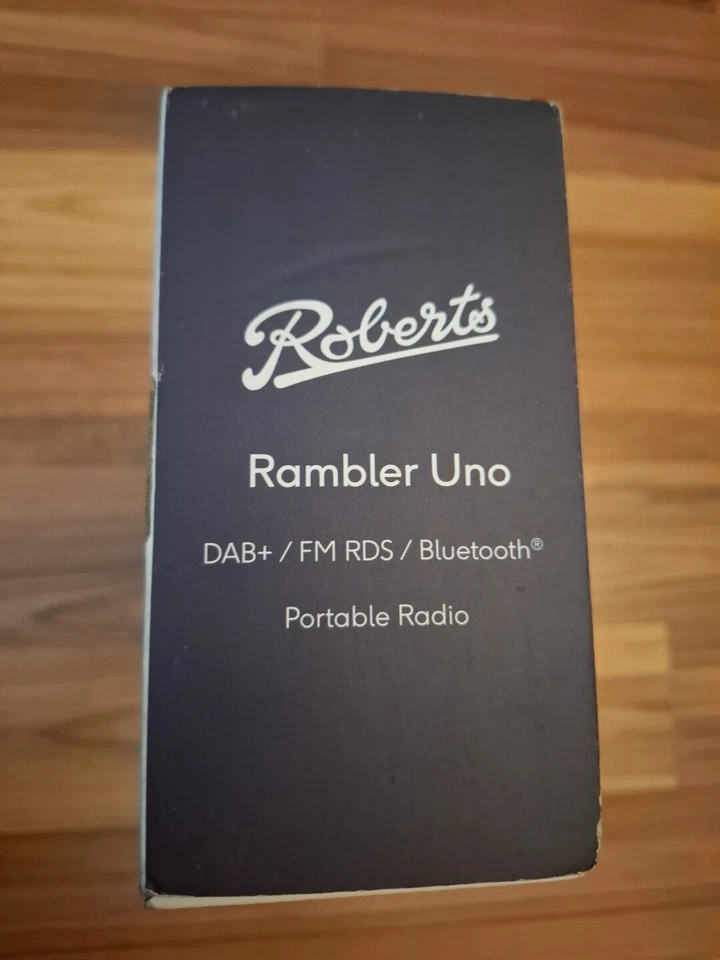 Roberts
Rambler Uno
DAB+ / FM RDS / Bluetooth®
Portable Radio